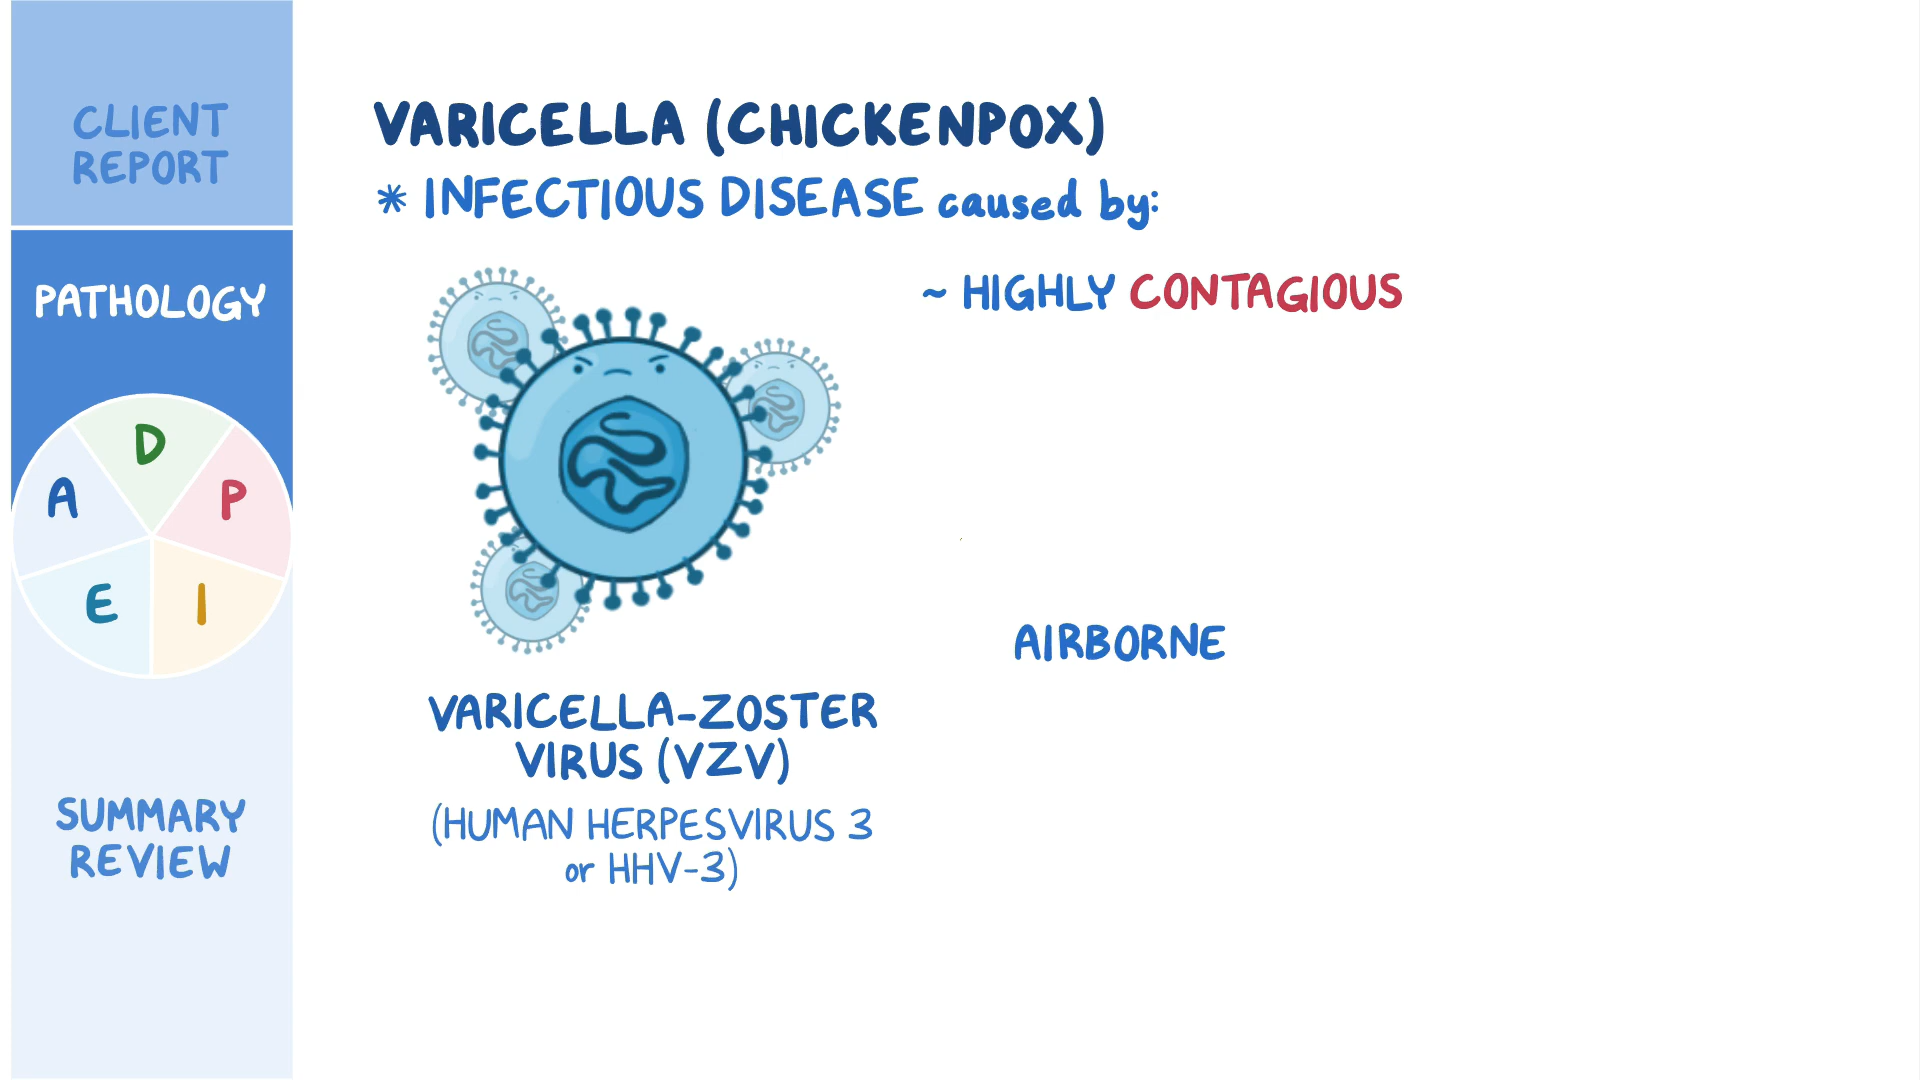 CLIENT
REPORT
PATHOLOGY
D
A
P
E
I
SUMMARY
REVIEW
VARICELLA (CHICKENPOX)
* INFECTIOUS DISEASE caused by:
~ HIGHLY CONTAGIOUS
AIRBORNE
VARICELLA-ZOSTER
VIRUS (VZV)
(HUMAN HERPESVIRUS 3
or HHV-3)